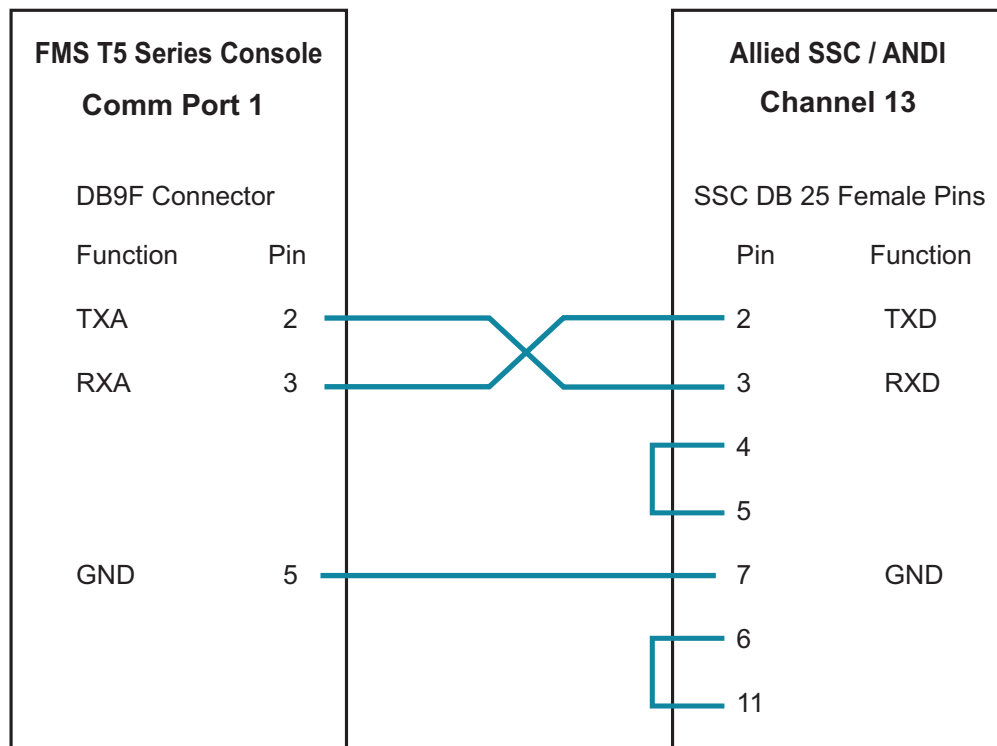 FMS T5 Series Console
Comm Port 1
DB9F Connector
Function Pin
TXA 2
RXA 3
GND 5
Allied SSC / ANDI
Channel 13
SSC DB 25 Female Pins
Pin Function
2 TXD
3 RXD
4
5
7 GND
6
11